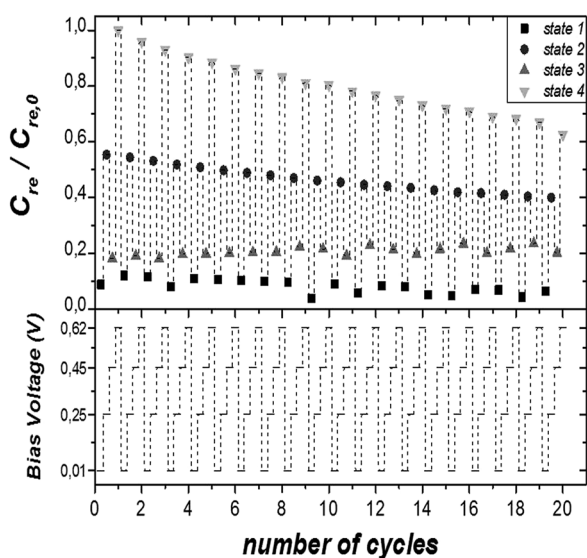 state 1
state 2
state 3
state 4
C_re / C_re,0
1,0
0,8
0,6
0,4
0,2
0,0
Bias Voltage (V)
0,62
0,45
0,25
0,01
0 2 4 6 8 10 12 14 16 18 20
number of cycles